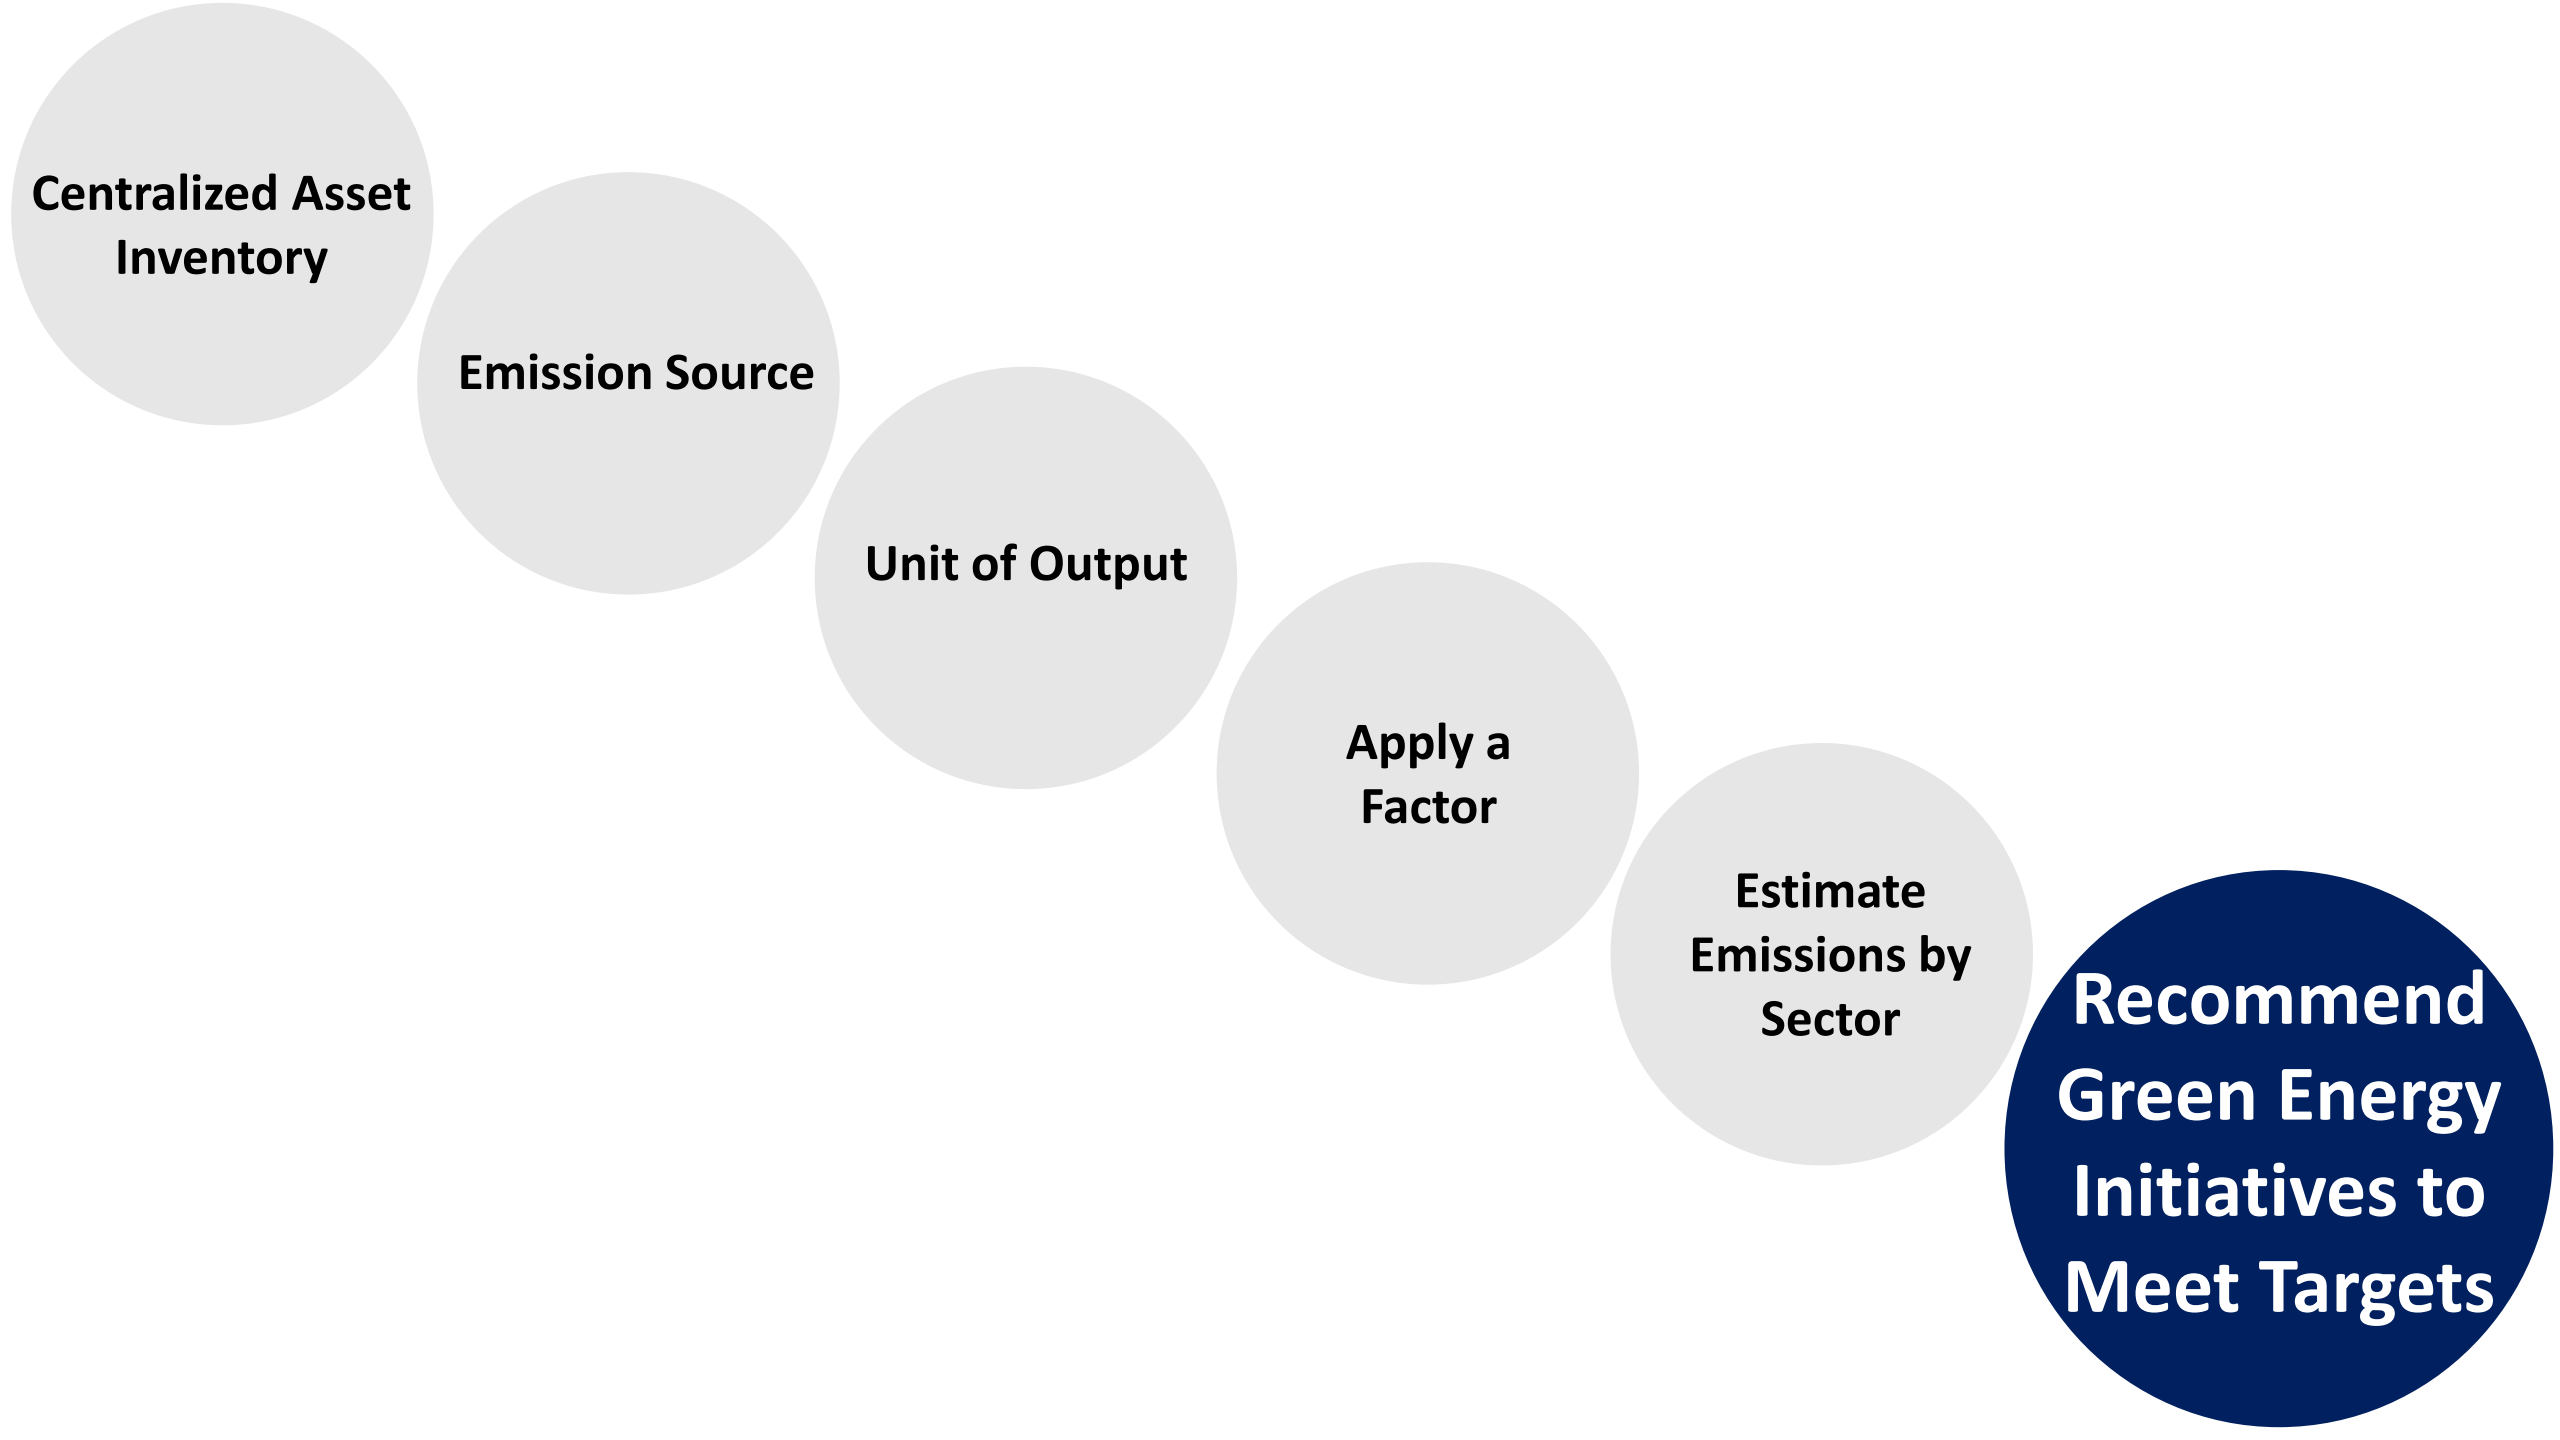 Centralized Asset
Inventory
Emission Source
Unit of Output
Apply a
Factor
Estimate
Emissions by
Sector
Recommend
Green Energy
Initiatives to
Meet Targets